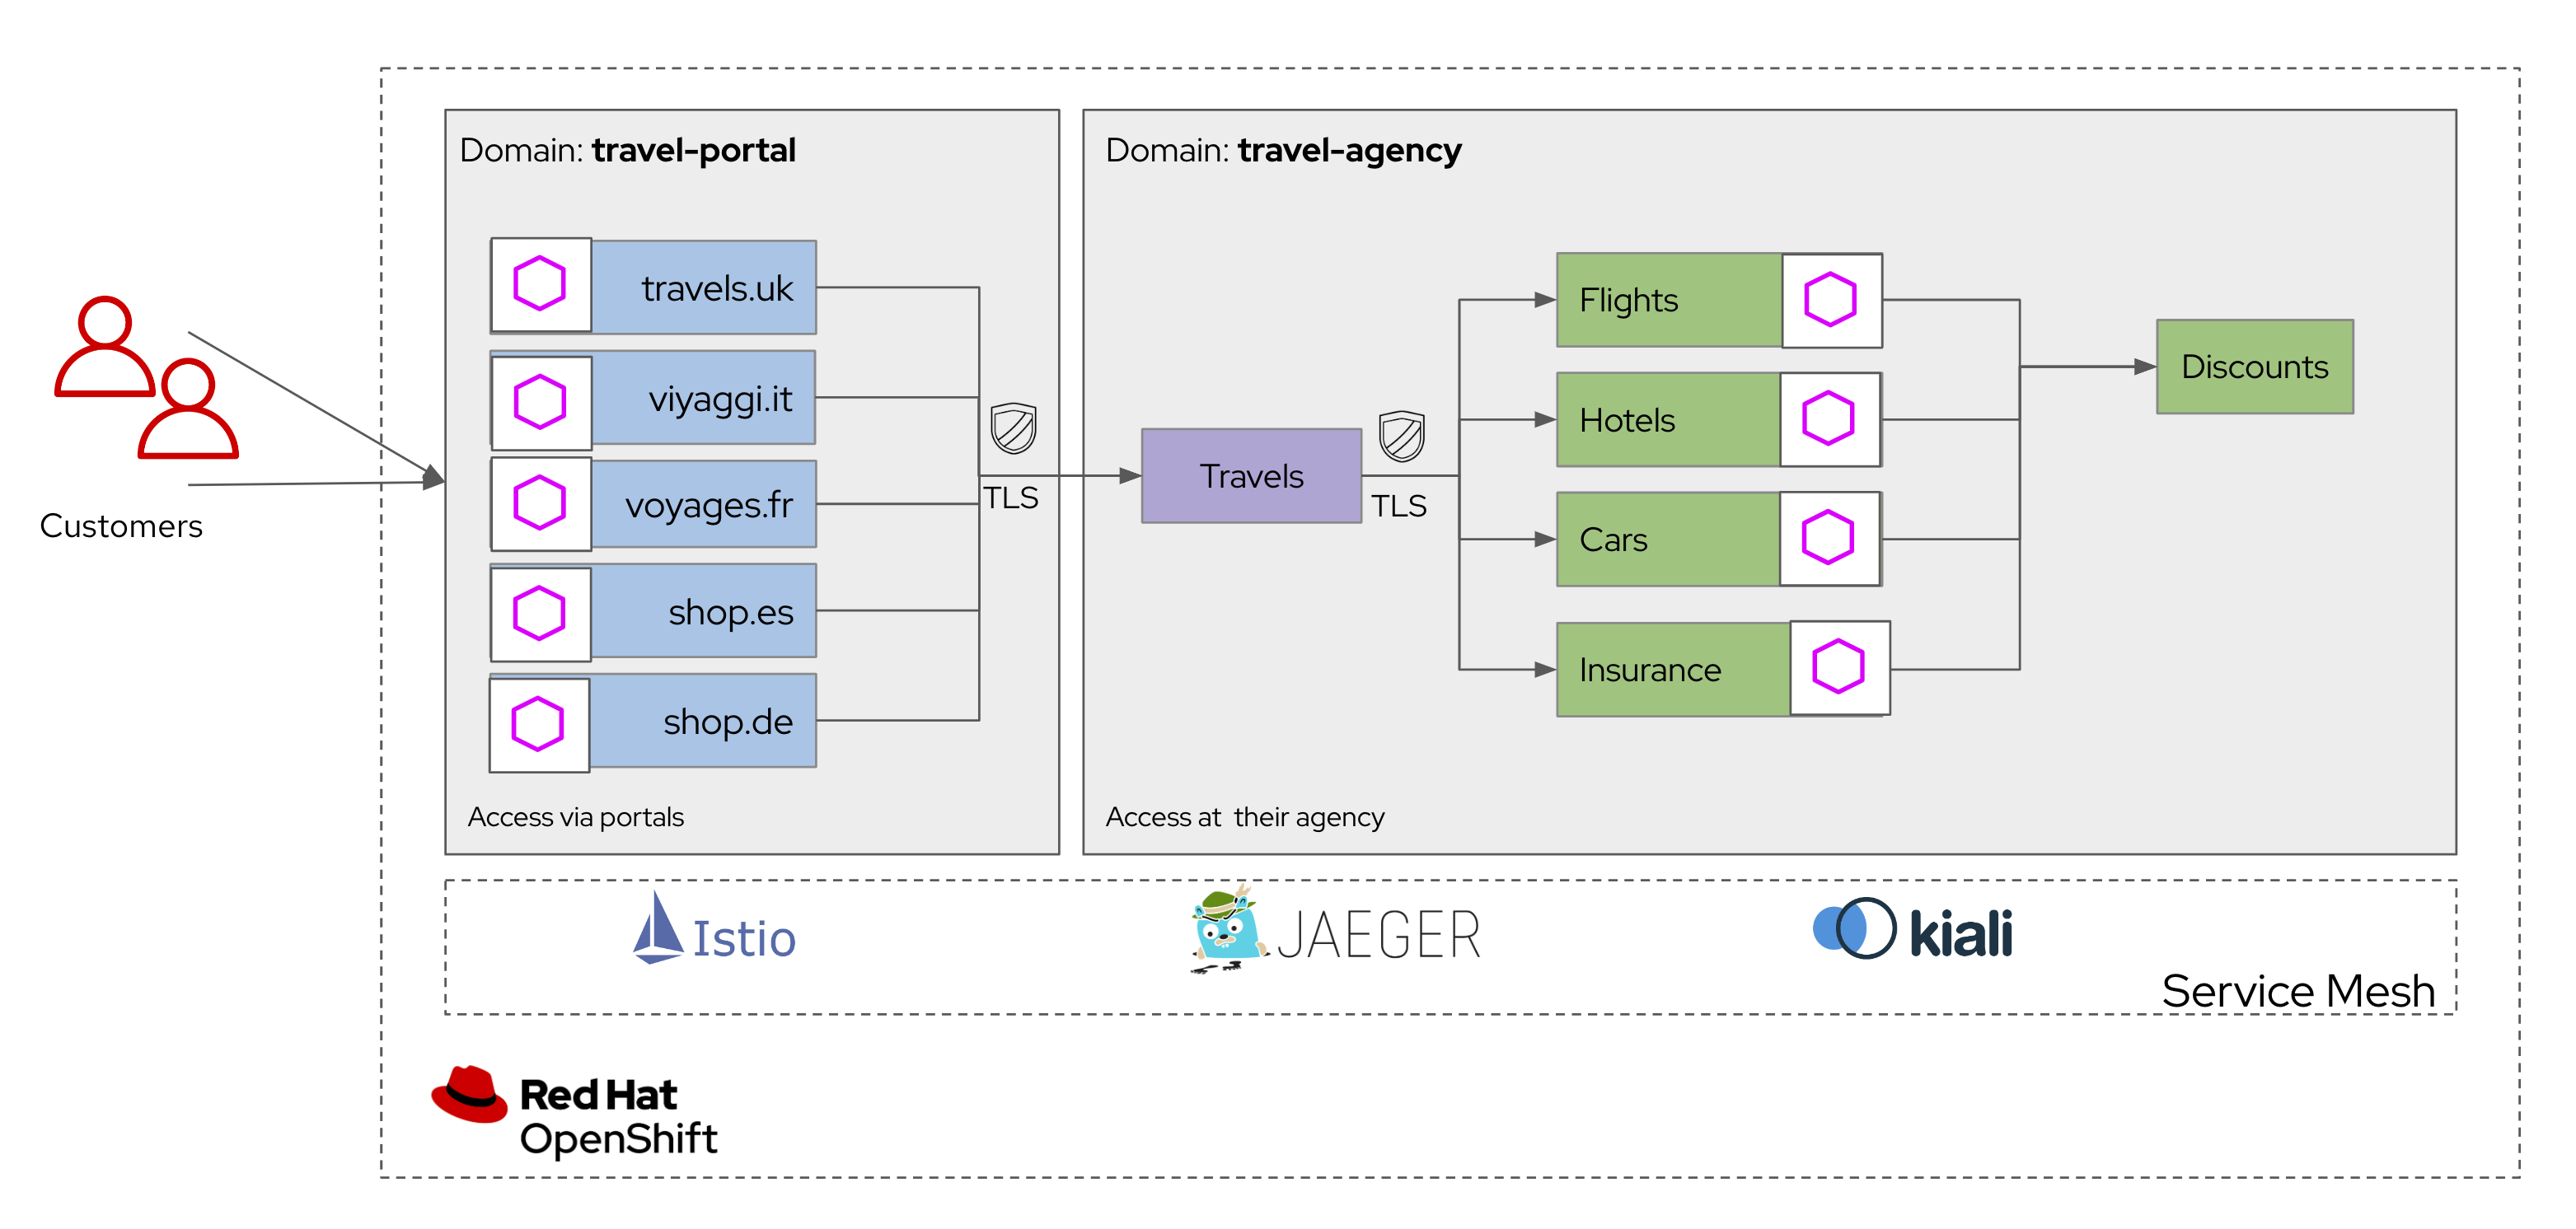 Customers
Domain: travel-portal
travels.uk
viyaggi.it
voyages.fr
shop.es
shop.de
TLS
Access via portals
Domain: travel-agency
Travels
TLS
Flights
Hotels
Cars
Insurance
Discounts
Access at  their agency
Istio
JAEGER
kiali
Service Mesh
Red Hat
OpenShift